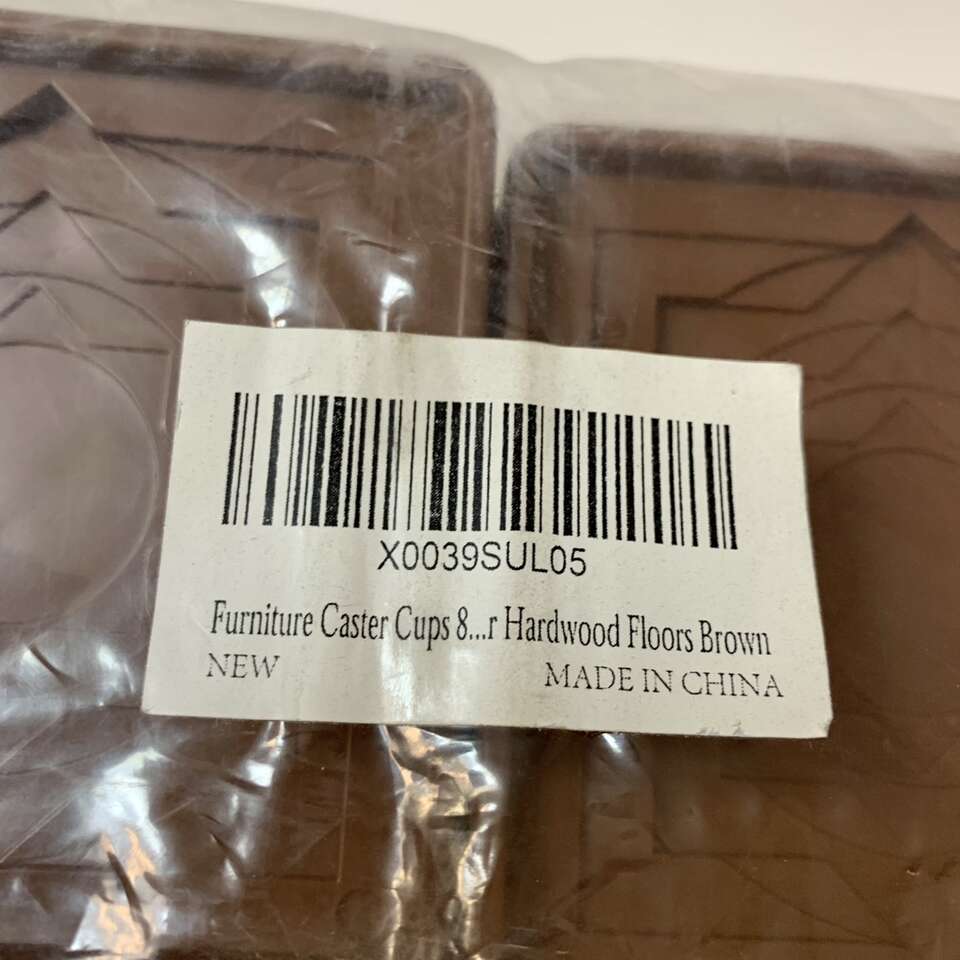 X0039SUL05
Furniture Caster Cups 8...r Hardwood Floors Brown
NEW
MADE IN CHINA